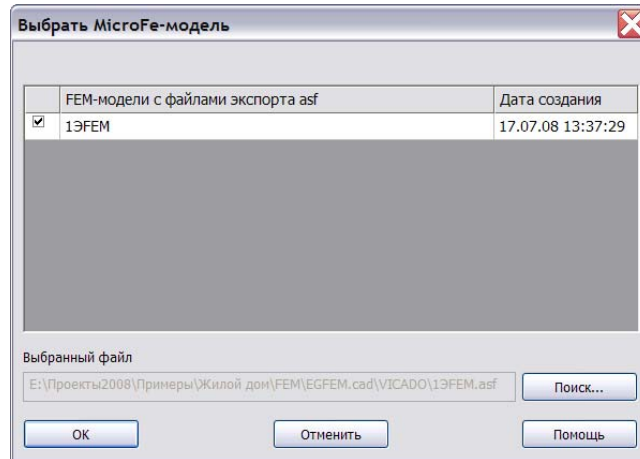 Выбрать MicroFe-модель
FEM-модели с файлами экспорта asf Дата создания
1ЭFEM 17.07.08 13:37:29
Выбранный файл
E:\Проекты2008\Примеры\Жилой дом\FEM\EGFEM.cad\VICADO\1ЭFEM.asf Поиск...
OK Отменить Помощь